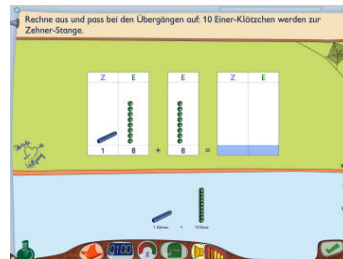 Rechne aus und pass bei den Übergängen auf: 10 Einer-Klötzchen werden zur
Zehner-Stange.
Z E E Z E
1 8 + 8 =
1 Zehner = 10 Einer